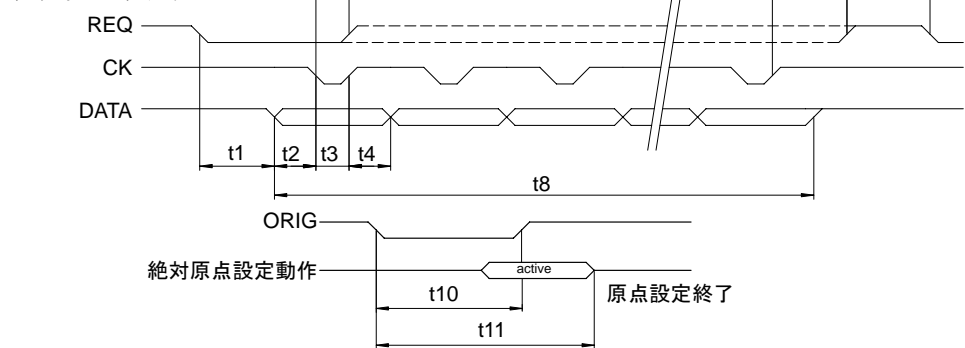 REQ
CK
DATA
t1
t2
t3
t4
t8
ORIG
絶対原点設定動作
active
原点設定終了
t10
t11